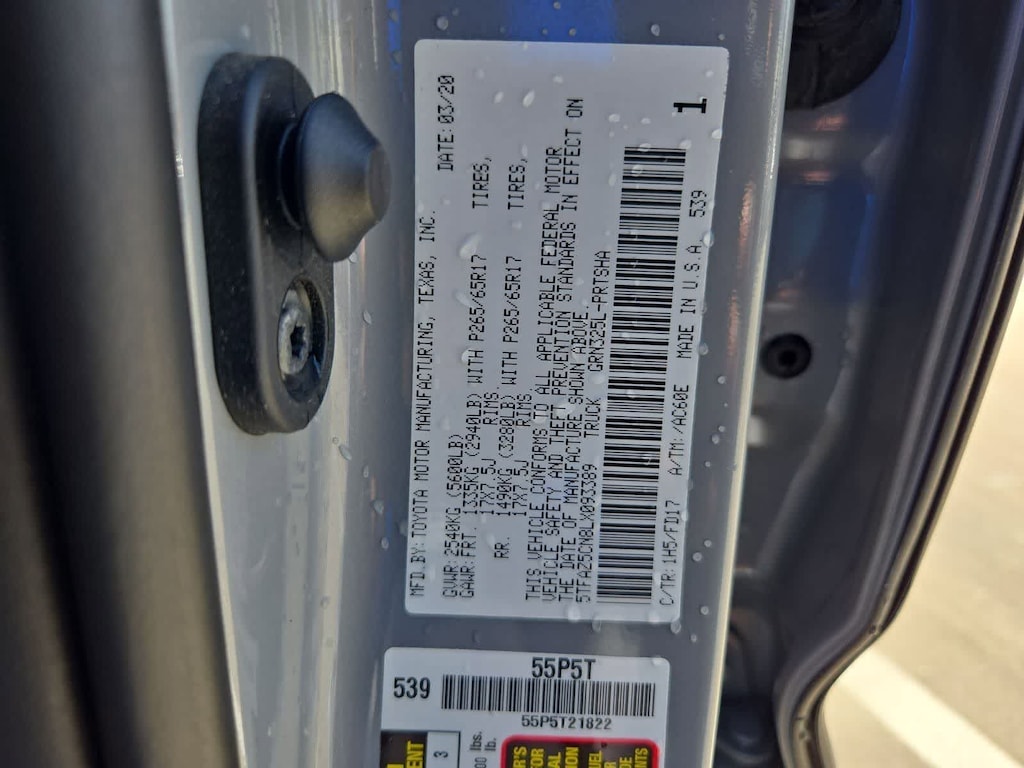 MFD BY:TOYOTA MOTOR MANUFACTURING, TEXAS, INC.
DATE:03/20
GVWR:2540KG (5600LB)
GAWR:FRT. 1335KG (2940LB) WITH P265/65R17 TIRES,
17X7.5J RIMS
RR. 1490KG (3280LB) WITH P265/65R17 TIRES,
17X7.5J RIMS
THIS VEHICLE CONFORMS TO ALL APPLICABLE FEDERAL MOTOR
VEHICLE SAFETY AND THEFT PREVENTION STANDARDS IN EFFECT ON
THE DATE OF MANUFACTURE SHOWN ABOVE.
5TFAZ5CN8LX093389 TRUCK GRN325L-PRTSHA
C/TR:1H5/FD17 A/TM:/AC60E MADE IN U.S.A. 539
1
55P5T
539
55P5T21822
3
lbs.
lb.